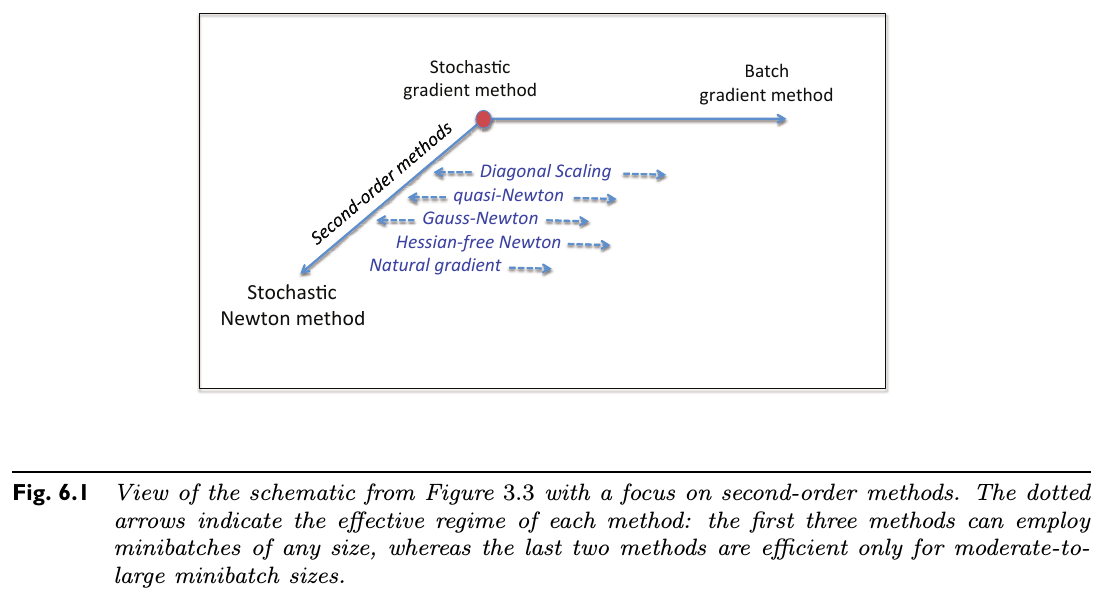 Stochastic
gradient method
Batch
gradient method
Second-order methods
Diagonal Scaling
quasi-Newton
Gauss-Newton
Hessian-free Newton
Natural gradient
Stochastic
Newton method
Fig. 6.1 View of the schematic from Figure 3.3 with a focus on second-order methods. The dotted
arrows indicate the effective regime of each method: the first three methods can employ
minibatches of any size, whereas the last two methods are efficient only for moderate-to-
large minibatch sizes.